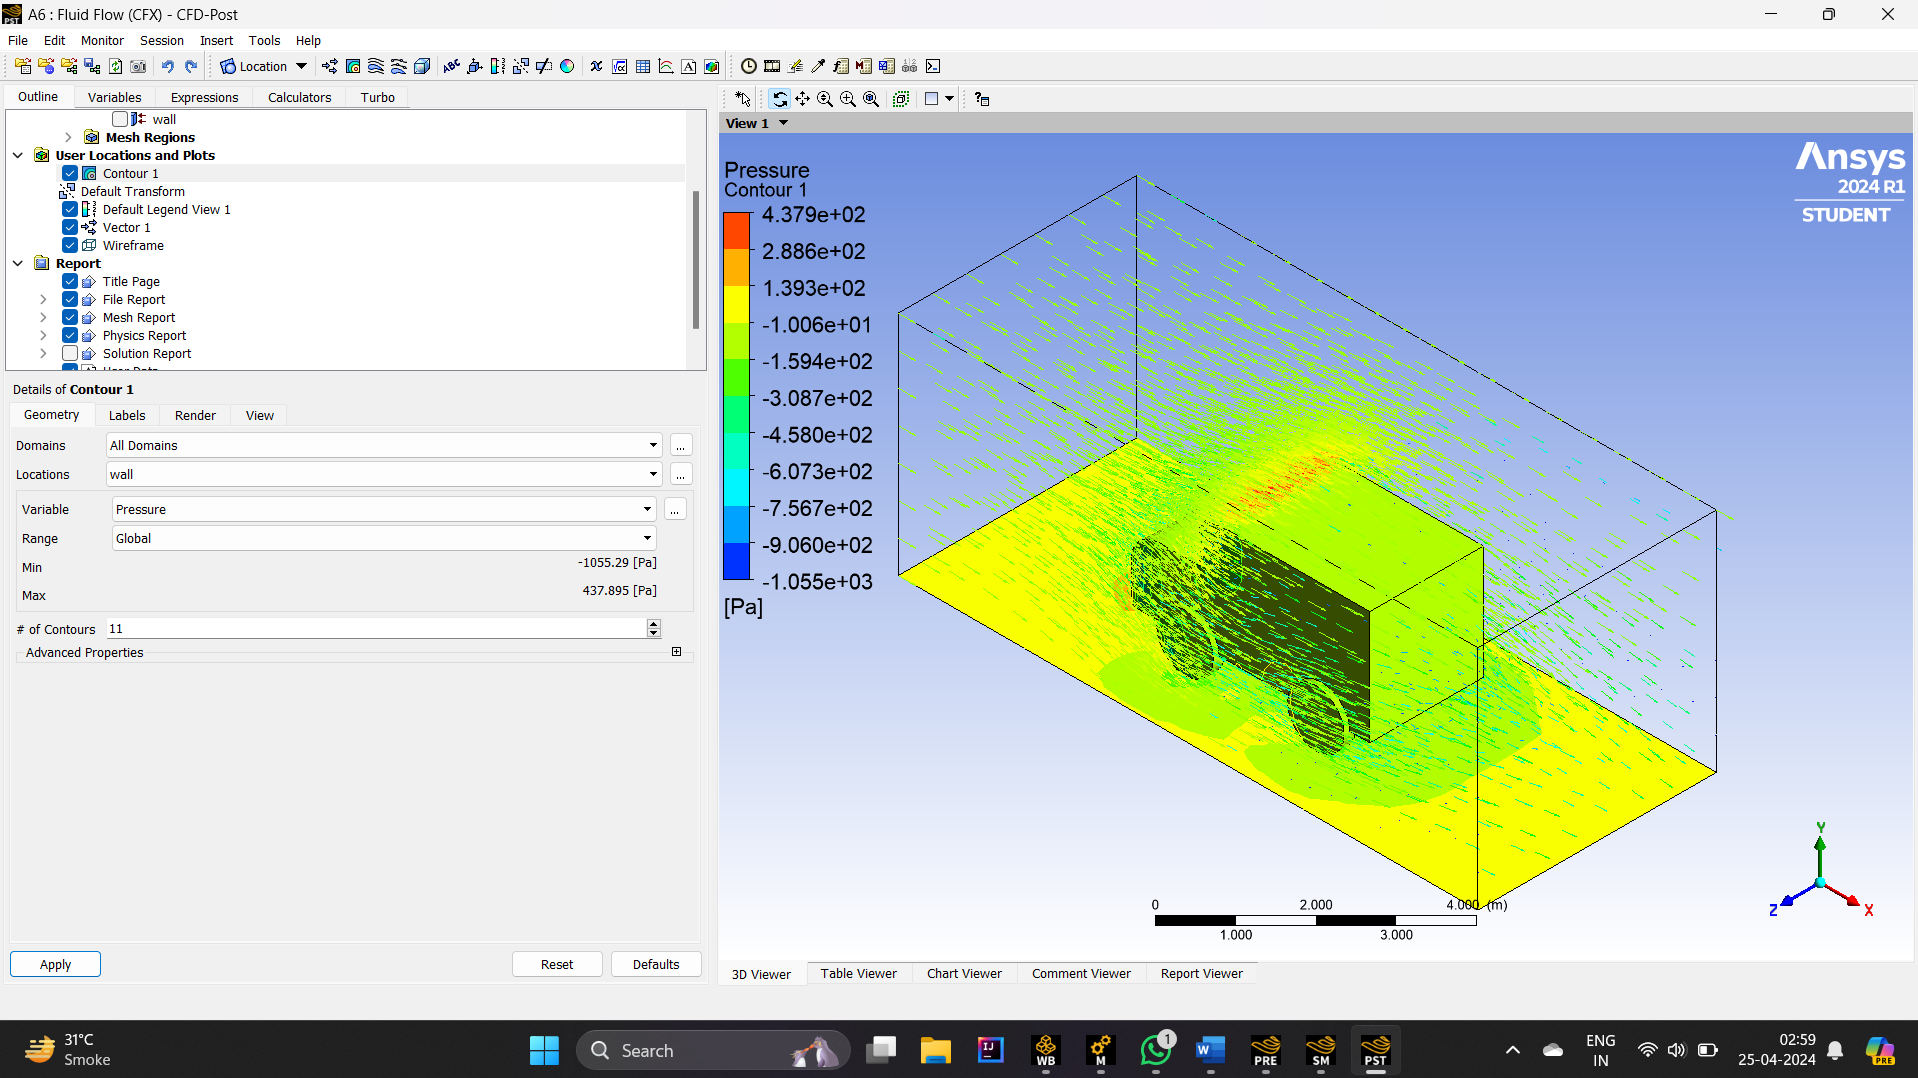 A6 : Fluid Flow (CFX) - CFD-Post
File Edit Monitor Session Insert Tools Help
Location
Outline Variables Expressions Calculators Turbo
wall
Mesh Regions
User Locations and Plots
Contour 1
Default Transform
Default Legend View 1
Vector 1
Wireframe
Report
Title Page
File Report
Mesh Report
Physics Report
Solution Report
Details of Contour 1
Geometry Labels Render View
Domains All Domains ...
Locations wall ...
Variable Pressure ...
Range Global
Min -1055.29 [Pa]
Max 437.895 [Pa]
# of Contours 11
Advanced Properties
Apply Reset Defaults
View 1
Pressure
Contour 1
4.379e+02
2.886e+02
1.393e+02
-1.006e+01
-1.594e+02
-3.087e+02
-4.580e+02
-6.073e+02
-7.567e+02
-9.060e+02
-1.055e+03
[Pa]
Ansys
2024 R1
STUDENT
0 2.000 4.000 (m)
1.000 3.000
Y
Z X
3D Viewer Table Viewer Chart Viewer Comment Viewer Report Viewer
31°C
Smoke
Search
IJ
WB
M
1
W
PRE
SM
PST
ENG
IN
02:59
25-04-2024
PRE